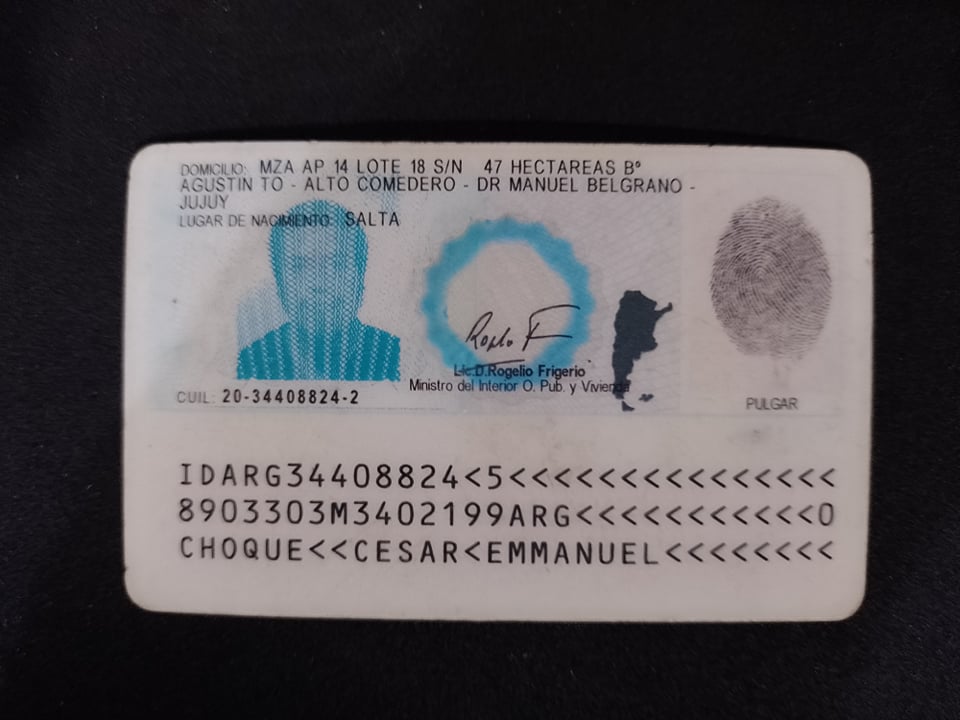 DOMICILIO: MZA AP 14 LOTE 18 S/N 47 HECTAREAS Bº
AGUSTIN TO - ALTO COMEDERO - DR MANUEL BELGRANO -
JUJUY
LUGAR DE NACIMIENTO: SALTA
Lic.D.Rogelio Frigerio
Ministro del Interior O. Pub. y Vivienda
CUIL: 20-34408824-2
PULGAR
IDARG34408824<5<<<<<<<<<<<<<<<
8903303M3402199ARG<<<<<<<<<<<0
CHOQUE<<CESAR<EMMANUEL<<<<<<<<